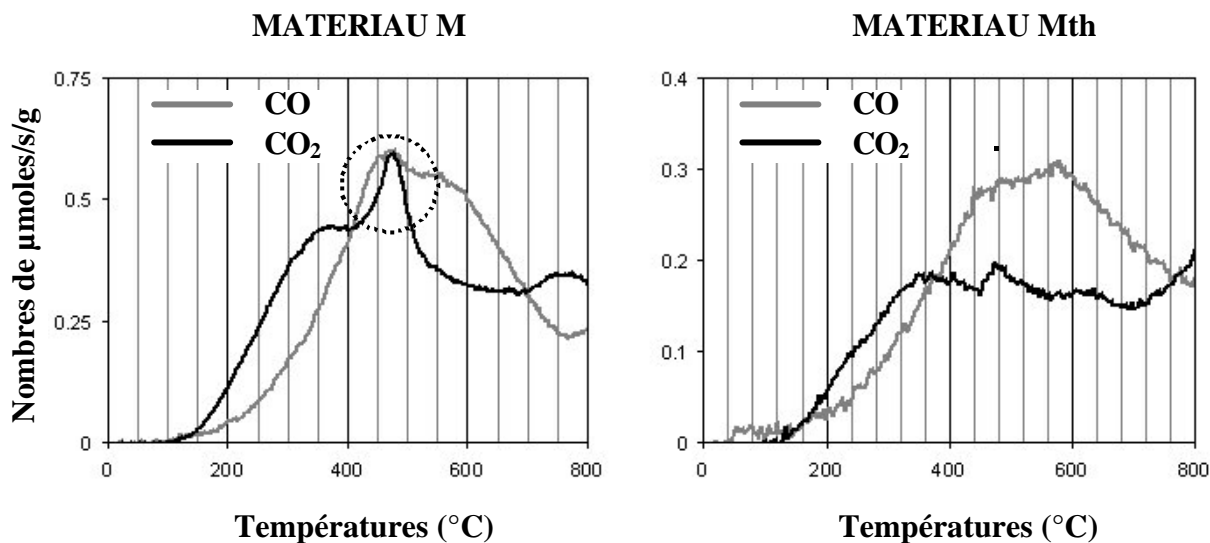 MATERIAU M
0.75
0.5
0.25
0
0 200 400 600 800
CO
CO₂
Nombres de µmoles/s/g
Températures (°C)
MATERIAU Mth
0.4
0.3
0.2
0.1
0
0 200 400 600 800
CO
CO₂
Températures (°C)